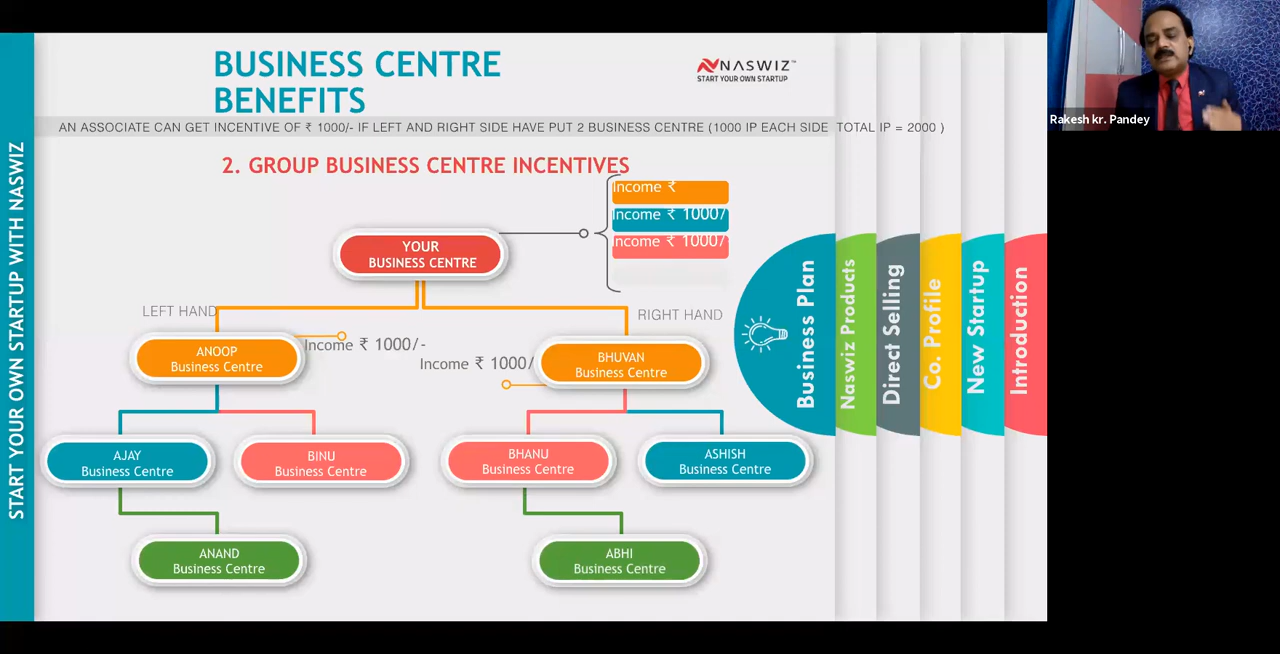 BUSINESS CENTRE
BENEFITS
NASWIZ™
START YOUR OWN STARTUP
AN ASSOCIATE CAN GET INCENTIVE OF ₹ 1000/- IF LEFT AND RIGHT SIDE HAVE PUT 2 BUSINESS CENTRE (1000 IP EACH SIDE TOTAL IP = 2000 )
2. GROUP BUSINESS CENTRE INCENTIVES
Income ₹
Income ₹ 1000/
Income ₹ 1000/
YOUR
BUSINESS CENTRE
LEFT HAND
RIGHT HAND
ANOOP
Business Centre
Income ₹ 1000/-
Income ₹ 1000/
BHUVAN
Business Centre
AJAY
Business Centre
BINU
Business Centre
BHANU
Business Centre
ASHISH
Business Centre
ANAND
Business Centre
ABHI
Business Centre
START YOUR OWN STARTUP WITH NASWIZ
Business Plan
Naswiz Products
Direct Selling
Co. Profile
New Startup
Introduction
Rakesh kr. Pandey